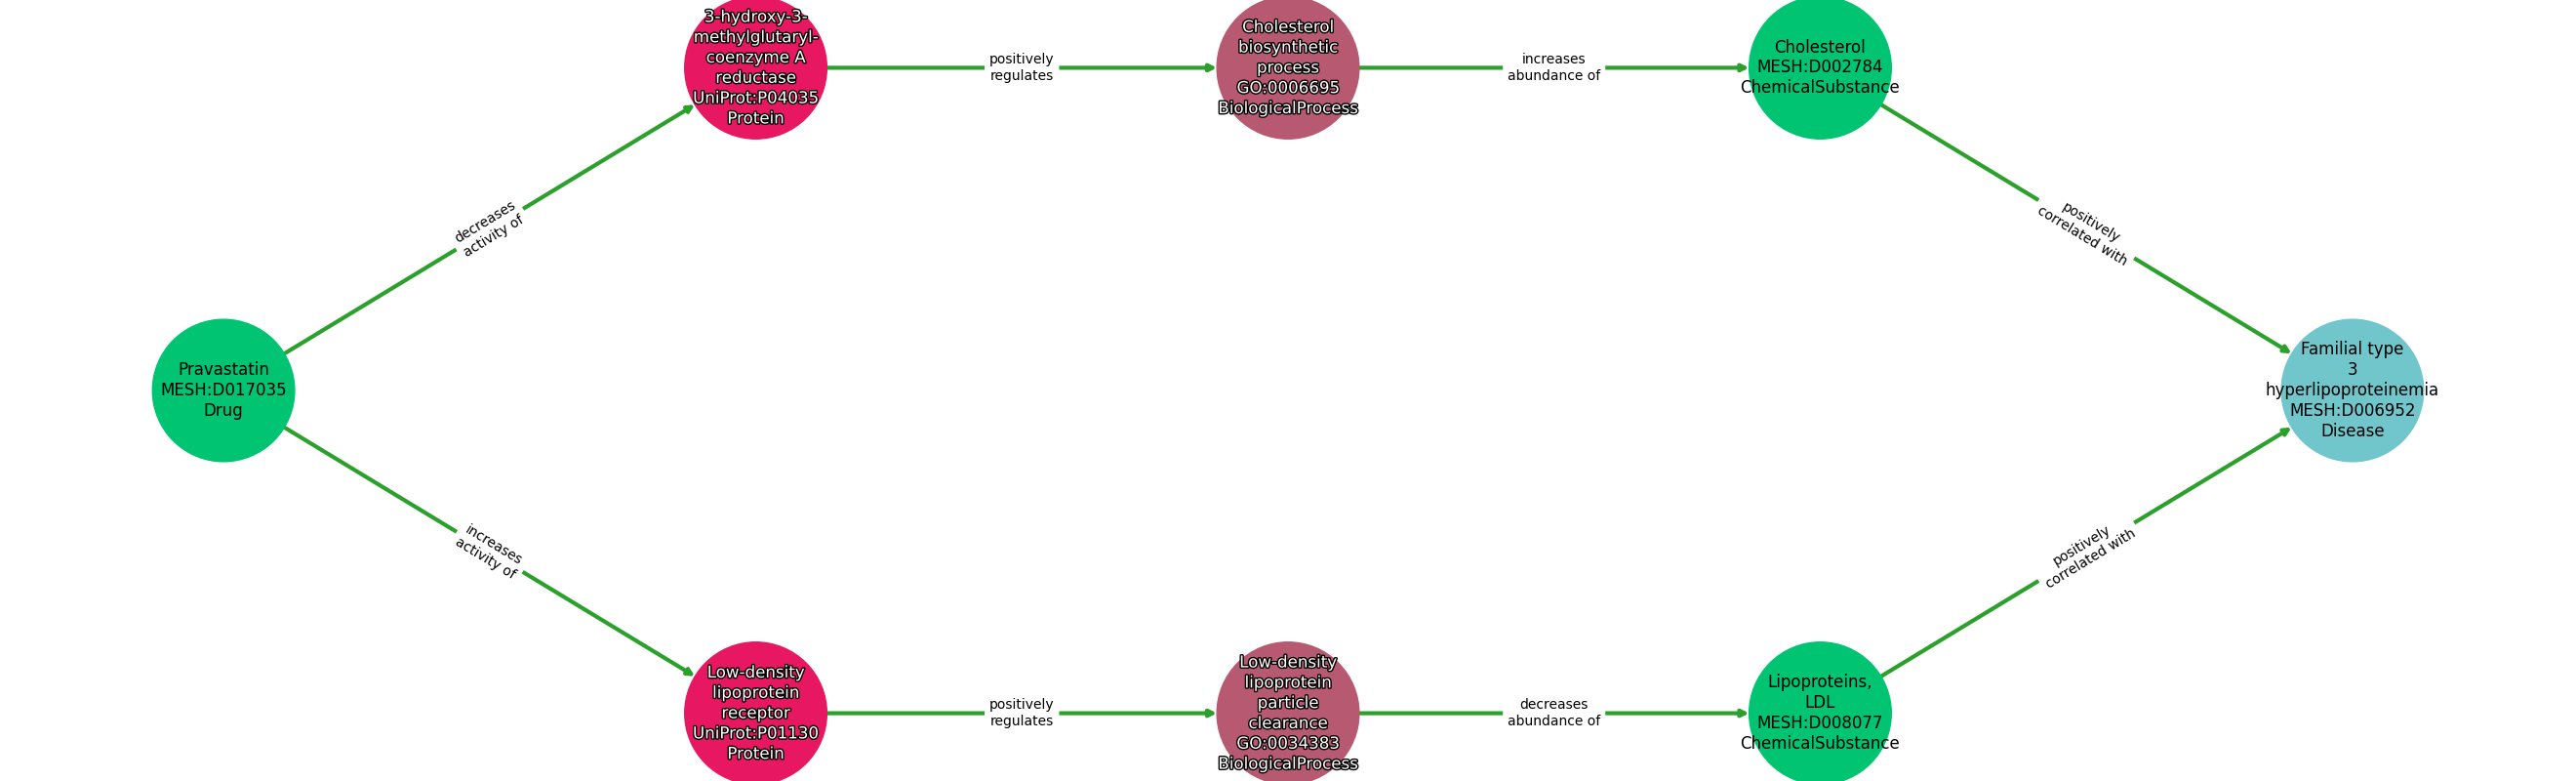 3-hydroxy-3-
methylglutaryl-
coenzyme A
reductase
UniProt:P04035
Protein
positively
regulates
Cholesterol
biosynthetic
process
GO:0006695
BiologicalProcess
increases
abundance of
Cholesterol
MESH:D002784
ChemicalSubstance
decreases
activity of
positively
correlated with
Pravastatin
MESH:D017035
Drug
Familial type
3
hyperlipoproteinemia
MESH:D006952
Disease
increases
activity of
positively
correlated with
Low-density
lipoprotein
receptor
UniProt:P01130
Protein
positively
regulates
Low-density
lipoprotein
particle
clearance
GO:0034383
BiologicalProcess
decreases
abundance of
Lipoproteins,
LDL
MESH:D008077
ChemicalSubstance